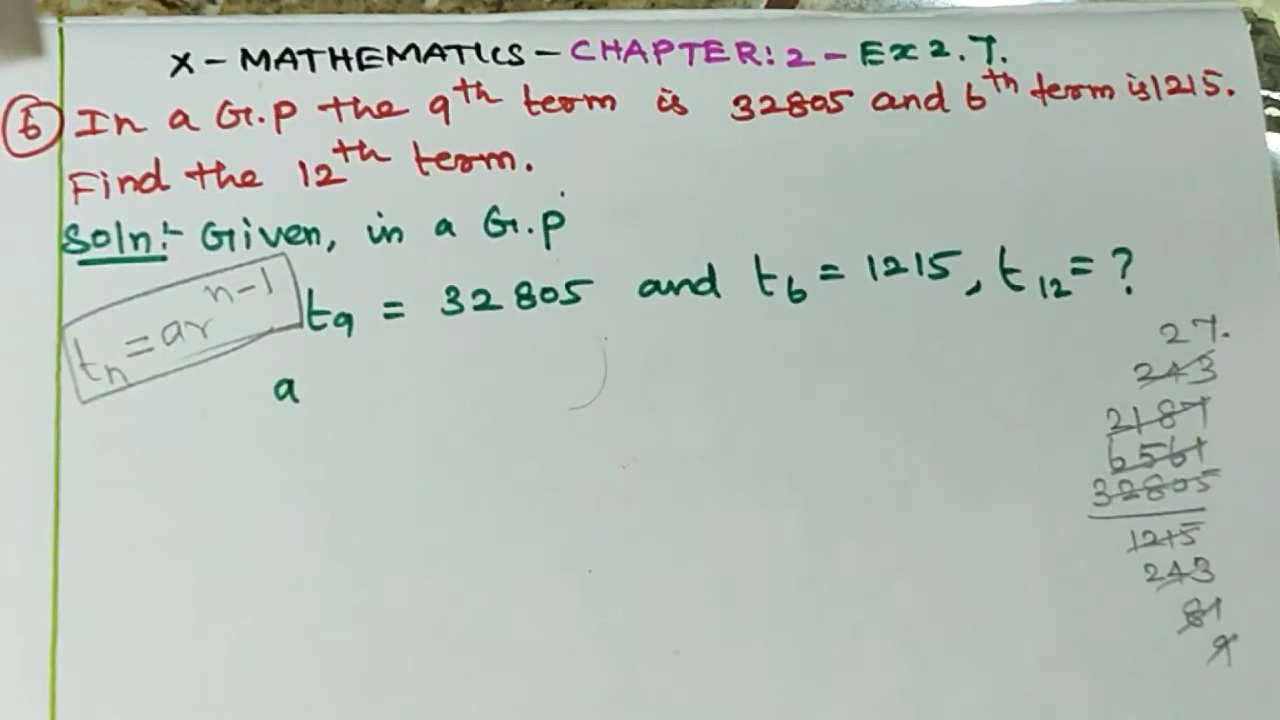 X - MATHEMATICS - CHAPTER: 2 - Ex 2.7.
5 In a G.P the 9th term is 32805 and 6th term is 1215.
Find the 12th term.
Soln:- Given, in a G.P
tn = ar^n-1
t9 = 32805 and t6 = 1215, t12 = ?
a
27.
243
2187
6561
32805
1215
243
81
9